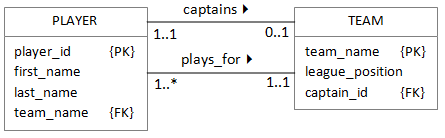 captains ▶
PLAYER
TEAM
1..1
0..1
player_id {PK}
first_name
last_name
team_name {FK}
plays_for ▶
1..*
1..1
team_name {PK}
league_position
captain_id {FK}